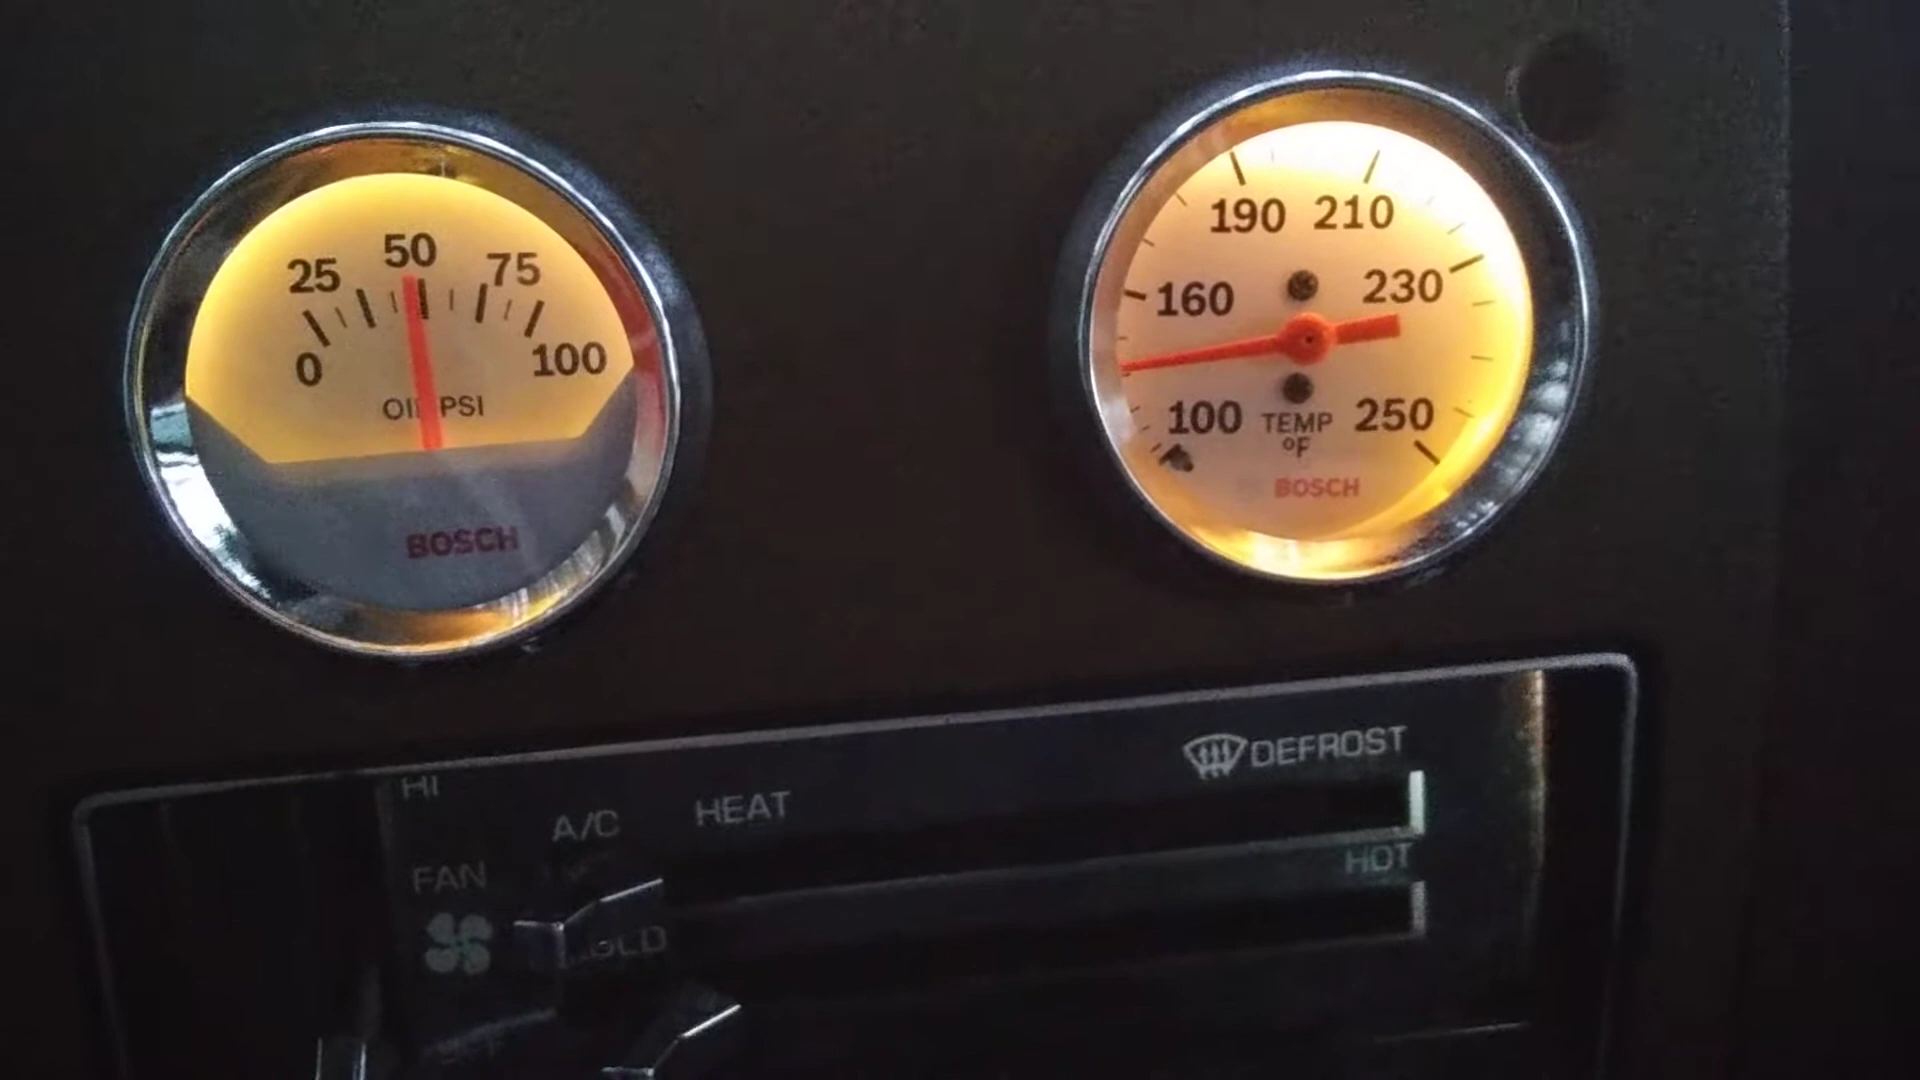 25 50 75
0 100
OIL PSI
BOSCH
190 210
160 230
100 TEMP 250
°F
BOSCH
HI
A/C HEAT DEFROST
FAN HOT